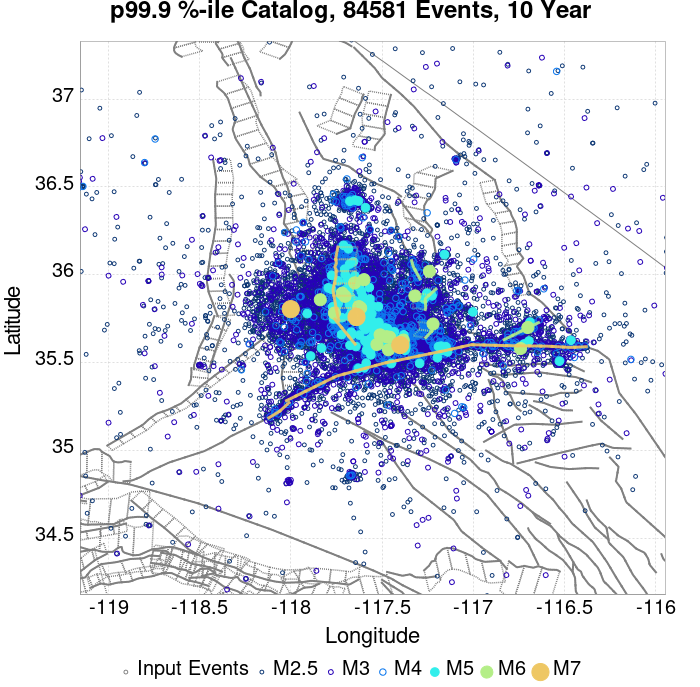 p99.9 %-ile Catalog, 84581 Events, 10 Year
37
36.5
36
35.5
35
34.5
Latitude
-119 -118.5 -118 -117.5 -117 -116.5 -116
Longitude
Input Events M2.5 M3 M4 M5 M6 M7